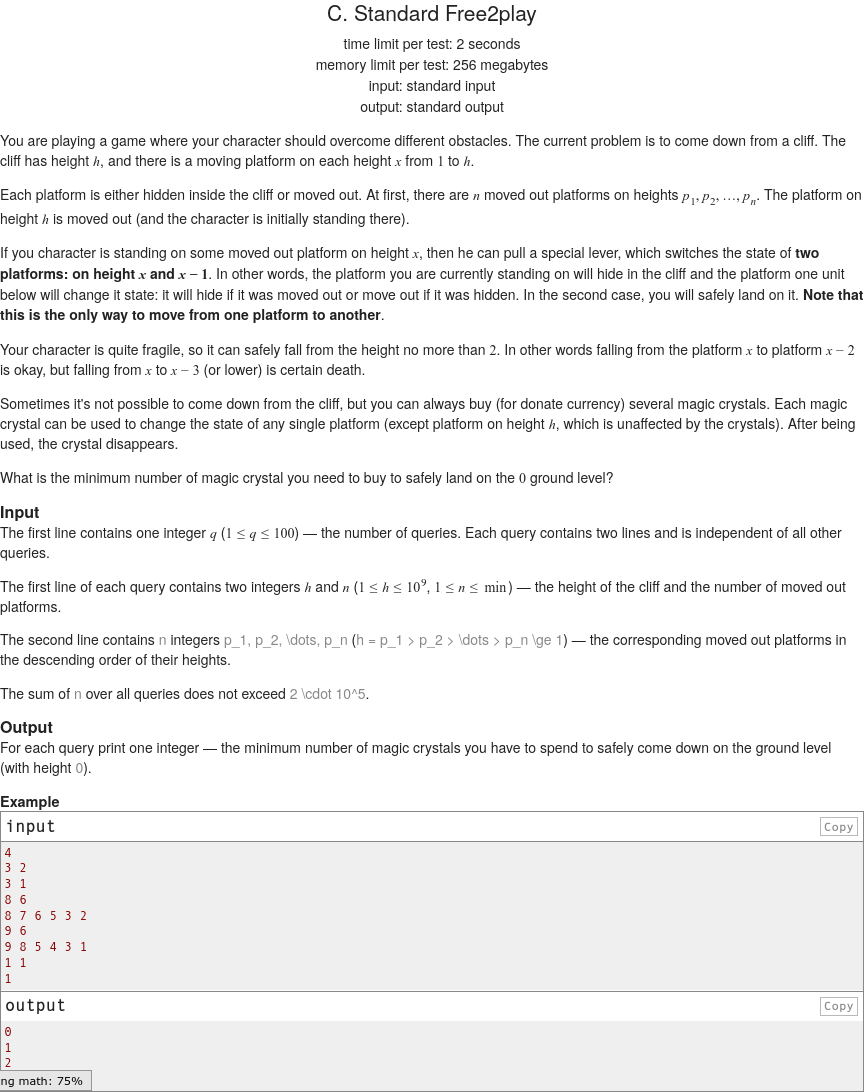 C. Standard Free2play
time limit per test: 2 seconds
memory limit per test: 256 megabytes
input: standard input
output: standard output
You are playing a game where your character should overcome different obstacles. The current problem is to come down from a cliff. The
cliff has height h, and there is a moving platform on each height x from 1 to h.
Each platform is either hidden inside the cliff or moved out. At first, there are n moved out platforms on heights p1, p2, …, pn. The platform on
height h is moved out (and the character is initially standing there).
If you character is standing on some moved out platform on height x, then he can pull a special lever, which switches the state of two
platforms: on height x and x − 1. In other words, the platform you are currently standing on will hide in the cliff and the platform one unit
below will change it state: it will hide if it was moved out or move out if it was hidden. In the second case, you will safely land on it. Note that
this is the only way to move from one platform to another.
Your character is quite fragile, so it can safely fall from the height no more than 2. In other words falling from the platform x to platform x − 2
is okay, but falling from x to x − 3 (or lower) is certain death.
Sometimes it's not possible to come down from the cliff, but you can always buy (for donate currency) several magic crystals. Each magic
crystal can be used to change the state of any single platform (except platform on height h, which is unaffected by the crystals). After being
used, the crystal disappears.
What is the minimum number of magic crystal you need to buy to safely land on the 0 ground level?
Input
The first line contains one integer q (1 ≤ q ≤ 100) — the number of queries. Each query contains two lines and is independent of all other
queries.
The first line of each query contains two integers h and n (1 ≤ h ≤ 10^9, 1 ≤ n ≤ min) — the height of the cliff and the number of moved out
platforms.
The second line contains n integers p_1, p_2, \dots, p_n (h = p_1 > p_2 > \dots > p_n \ge 1) — the corresponding moved out platforms in
the descending order of their heights.
The sum of n over all queries does not exceed 2 \cdot 10^5.
Output
For each query print one integer — the minimum number of magic crystals you have to spend to safely come down on the ground level
(with height 0).
Example
input Copy
4
3 2
3 1
8 6
8 7 6 5 3 2
9 6
9 8 5 4 3 1
1 1
1
output Copy
0
1
2
ng math: 75%